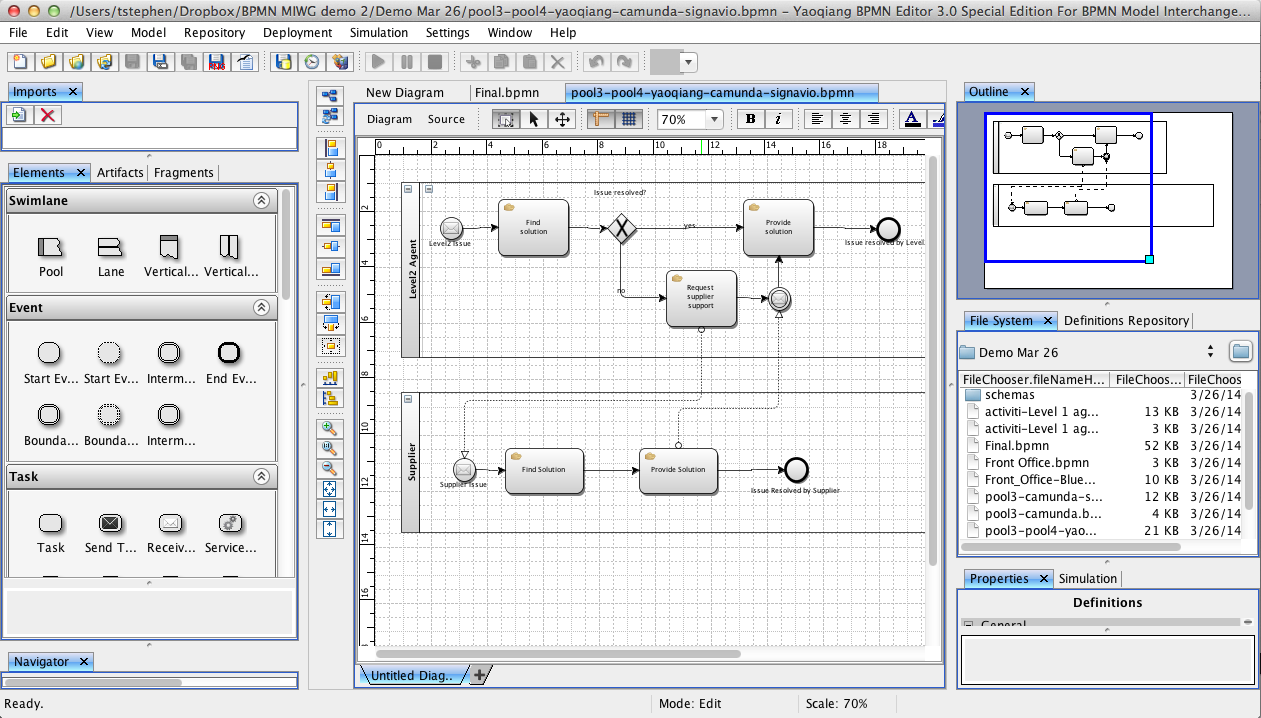 /Users/tstephen/Dropbox/BPMN MIWG demo 2/Demo Mar 26/pool3-pool4-yaoqiang-camunda-signavio.bpmn - Yaoqiang BPMN Editor 3.0 Special Edition For BPMN Model Interchange...
File Edit View Model Repository Deployment Simulation Settings Window Help
Imports
Elements Artifacts Fragments
Swimlane
Pool Lane Vertical... Vertical...
Event
Start Ev... Start Ev... Interm... End Ev...
Bounda... Bounda... Interm...
Task
Task Send T... Receiv... Service...
Navigator
New Diagram Final.bpmn pool3-pool4-yaoqiang-camunda-signavio.bpmn
Diagram Source 70% B i A
0 2 4 6 8 10 12 14 16 18
2
4
6
8
10
12
14
16
Level2 Agent
Issue resolved?
Level2 Issue
Find
solution
yes
no
Provide
solution
Issue resolved by Level.
Request
supplier
support
Supplier
Supplier Issue
Find Solution
Provide Solution
Issue Resolved by Supplier
Untitled Diag..
Outline
File System Definitions Repository
Demo Mar 26
FileChooser.fileNameH... FileChoos... FileChoos
schemas 3/26/14
activiti-Level 1 ag... 13 KB 3/26/14
activiti-Level 1 ag... 3 KB 3/26/14
Final.bpmn 52 KB 3/26/14
Front Office.bpmn 3 KB 3/26/14
Front_Office-Blue... 10 KB 3/26/14
pool3-camunda-s... 12 KB 3/26/14
pool3-camunda.b... 4 KB 3/26/14
pool3-pool4-yao... 21 KB 3/26/14
Properties Simulation
Definitions
General
Ready. Mode: Edit Scale: 70%